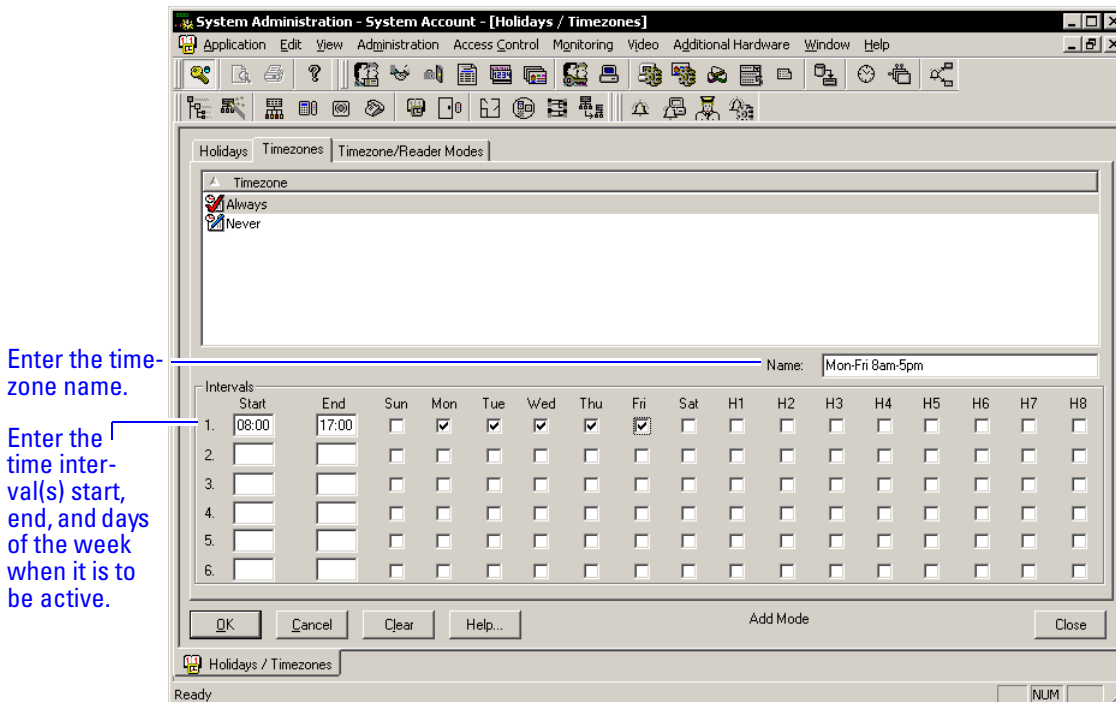 System Administration - System Account - [Holidays / Timezones]
Application Edit View Administration Access Control Monitoring Video Additional Hardware Window Help
Holidays Timezones Timezone/Reader Modes
Timezone
Always
Never
Enter the time-
zone name.
Name: Mon-Fri 8am-5pm
Intervals
Start End Sun Mon Tue Wed Thu Fri Sat H1 H2 H3 H4 H5 H6 H7 H8
1. 08:00 17:00
2.
3.
4.
5.
6.
Enter the
time inter-
val(s) start,
end, and days
of the week
when it is to
be active.
OK Cancel Clear Help... Add Mode Close
Holidays / Timezones
Ready NUM